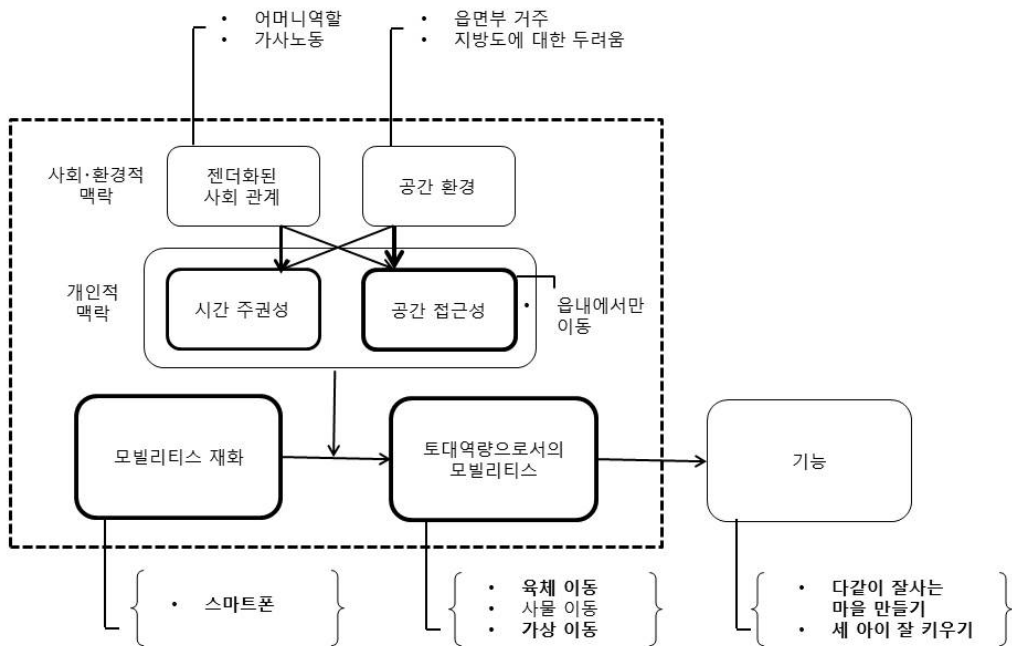 • 어머니역할
• 가사노동
• 읍면부 거주
• 지방도에 대한 두려움
사회·환경적
맥락
젠더화된
사회 관계
공간 환경
개인적
맥락
시간 주권성
공간 접근성
• 읍내에서만
이동
모빌리티스 재화
토대역량으로서의
모빌리티스
기능
• 스마트폰
• 육체 이동
• 사물 이동
• 가상 이동
• 다같이 잘사는
마을 만들기
• 세 아이 잘 키우기